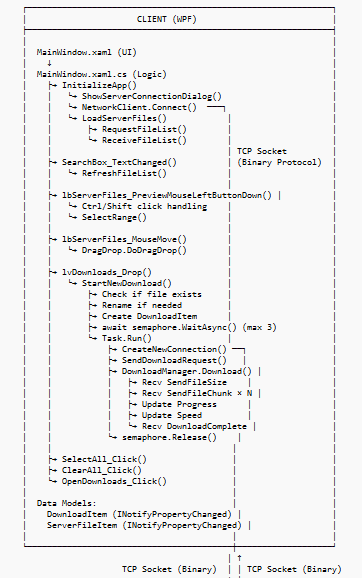 CLIENT (WPF)
MainWindow.xaml (UI)
↓
MainWindow.xaml.cs (Logic)
├→ InitializeApp()
│ └→ ShowServerConnectionDialog()
│ └→ NetworkClient.Connect() ───┐
│ └→ LoadServerFiles() │
│ ├→ RequestFileList() │
│ └→ ReceiveFileList() │
│ │ TCP Socket
├→ SearchBox_TextChanged() │ (Binary Protocol)
│ └→ RefreshFileList() │
├→ lbServerFiles_PreviewMouseLeftButtonDown() │
│ └→ Ctrl/Shift click handling │
│ └→ SelectRange() │
├→ lbServerFiles_MouseMove() │
│ └→ DragDrop.DoDragDrop() │
├→ lvDownloads_Drop() │
│ └→ StartNewDownload() │
│ ├→ Check if file exists │
│ ├→ Rename if needed │
│ ├→ Create DownloadItem │
│ ├→ await semaphore.WaitAsync() (max 3)
│ └→ Task.Run() │
│ ├→ CreateNewConnection() ──┐
│ ├→ SendDownloadRequest() │
│ ├→ DownloadManager.Download() │
│ │ ├→ Recv SendFileSize │
│ │ ├→ Recv SendFileChunk × N │
│ │ ├→ Update Progress │
│ │ ├→ Update Speed │
│ │ └→ Recv DownloadComplete │
│ └→ semaphore.Release() │
├→ SelectAll_Click() │
├→ ClearAll_Click() │
└→ OpenDownloads_Click() │
Data Models: │
DownloadItem (INotifyPropertyChanged) │
ServerFileItem (INotifyPropertyChanged) │
│ ↑
TCP Socket (Binary) │ │ TCP Socket (Binary)